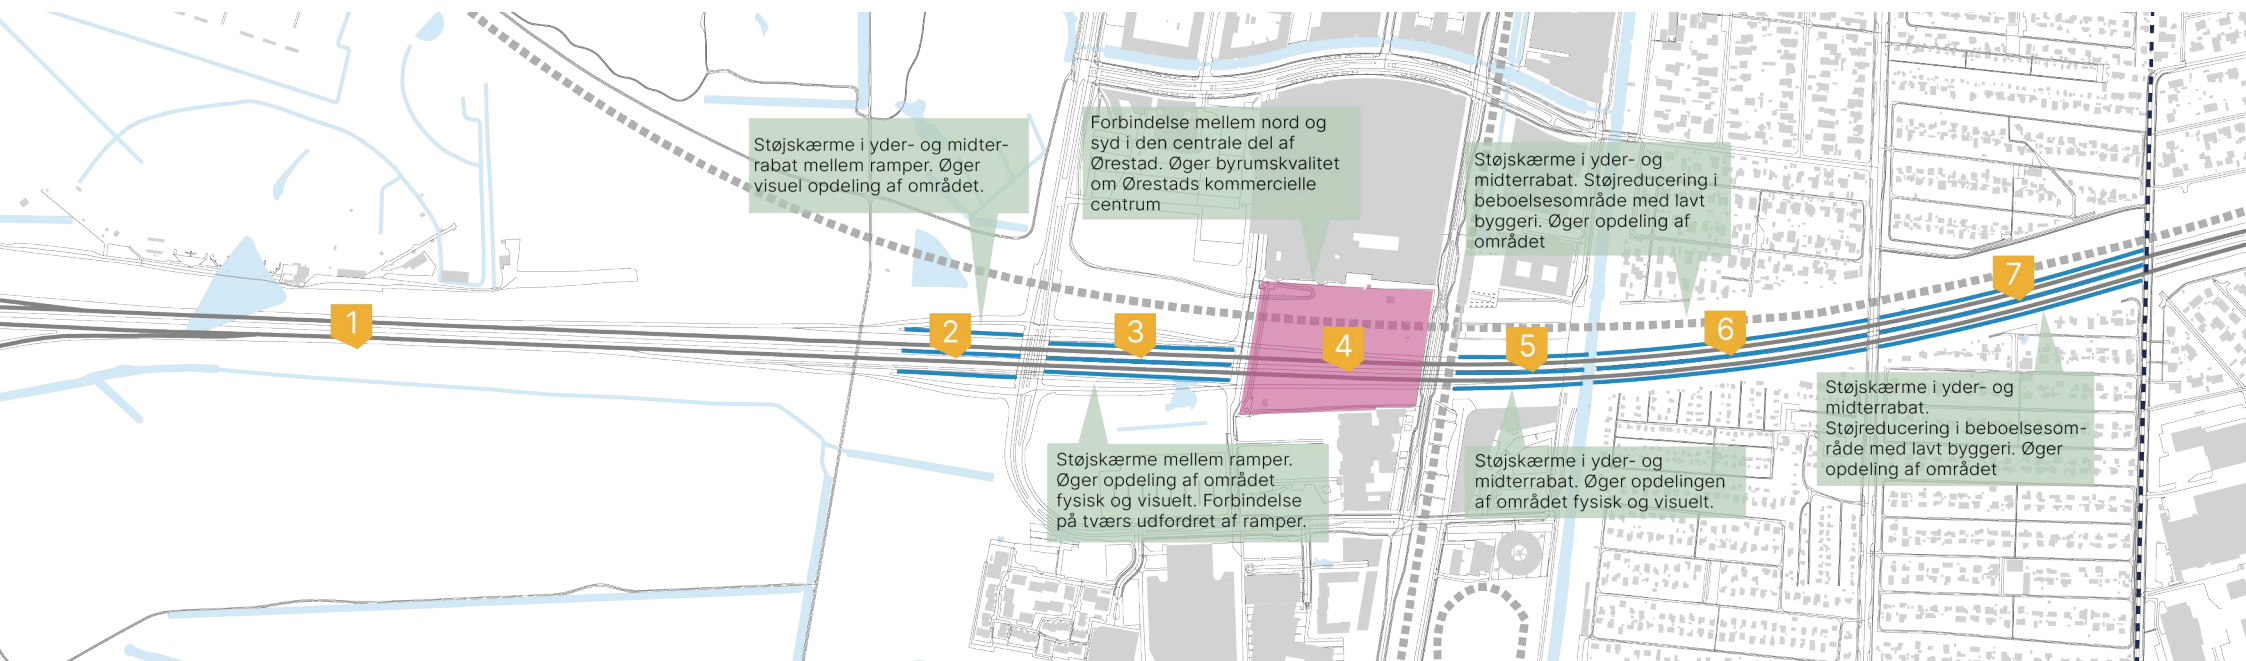 Støjskærme i yder- og midter-
rabat mellem ramper. Øger
visuel opdeling af området.
Forbindelse mellem nord og
syd i den centrale del af
Ørestad. Øger byrumskvalitet
om Ørestads kommercielle
centrum
Støjskærme i yder- og
midterrabat. Støjreducering i
beboelsesområde med lavt
byggeri. Øger opdeling af
området
1
2
3
4
5
6
7
Støjskærme mellem ramper.
Øger opdeling af området
fysisk og visuelt. Forbindelse
på tværs udfordret af ramper.
Støjskærme i yder- og
midterrabat. Øger opdelingen
af området fysisk og visuelt.
Støjskærme i yder- og
midterrabat.
Støjreducering i beboelsesom-
råde med lavt byggeri. Øger
opdeling af området